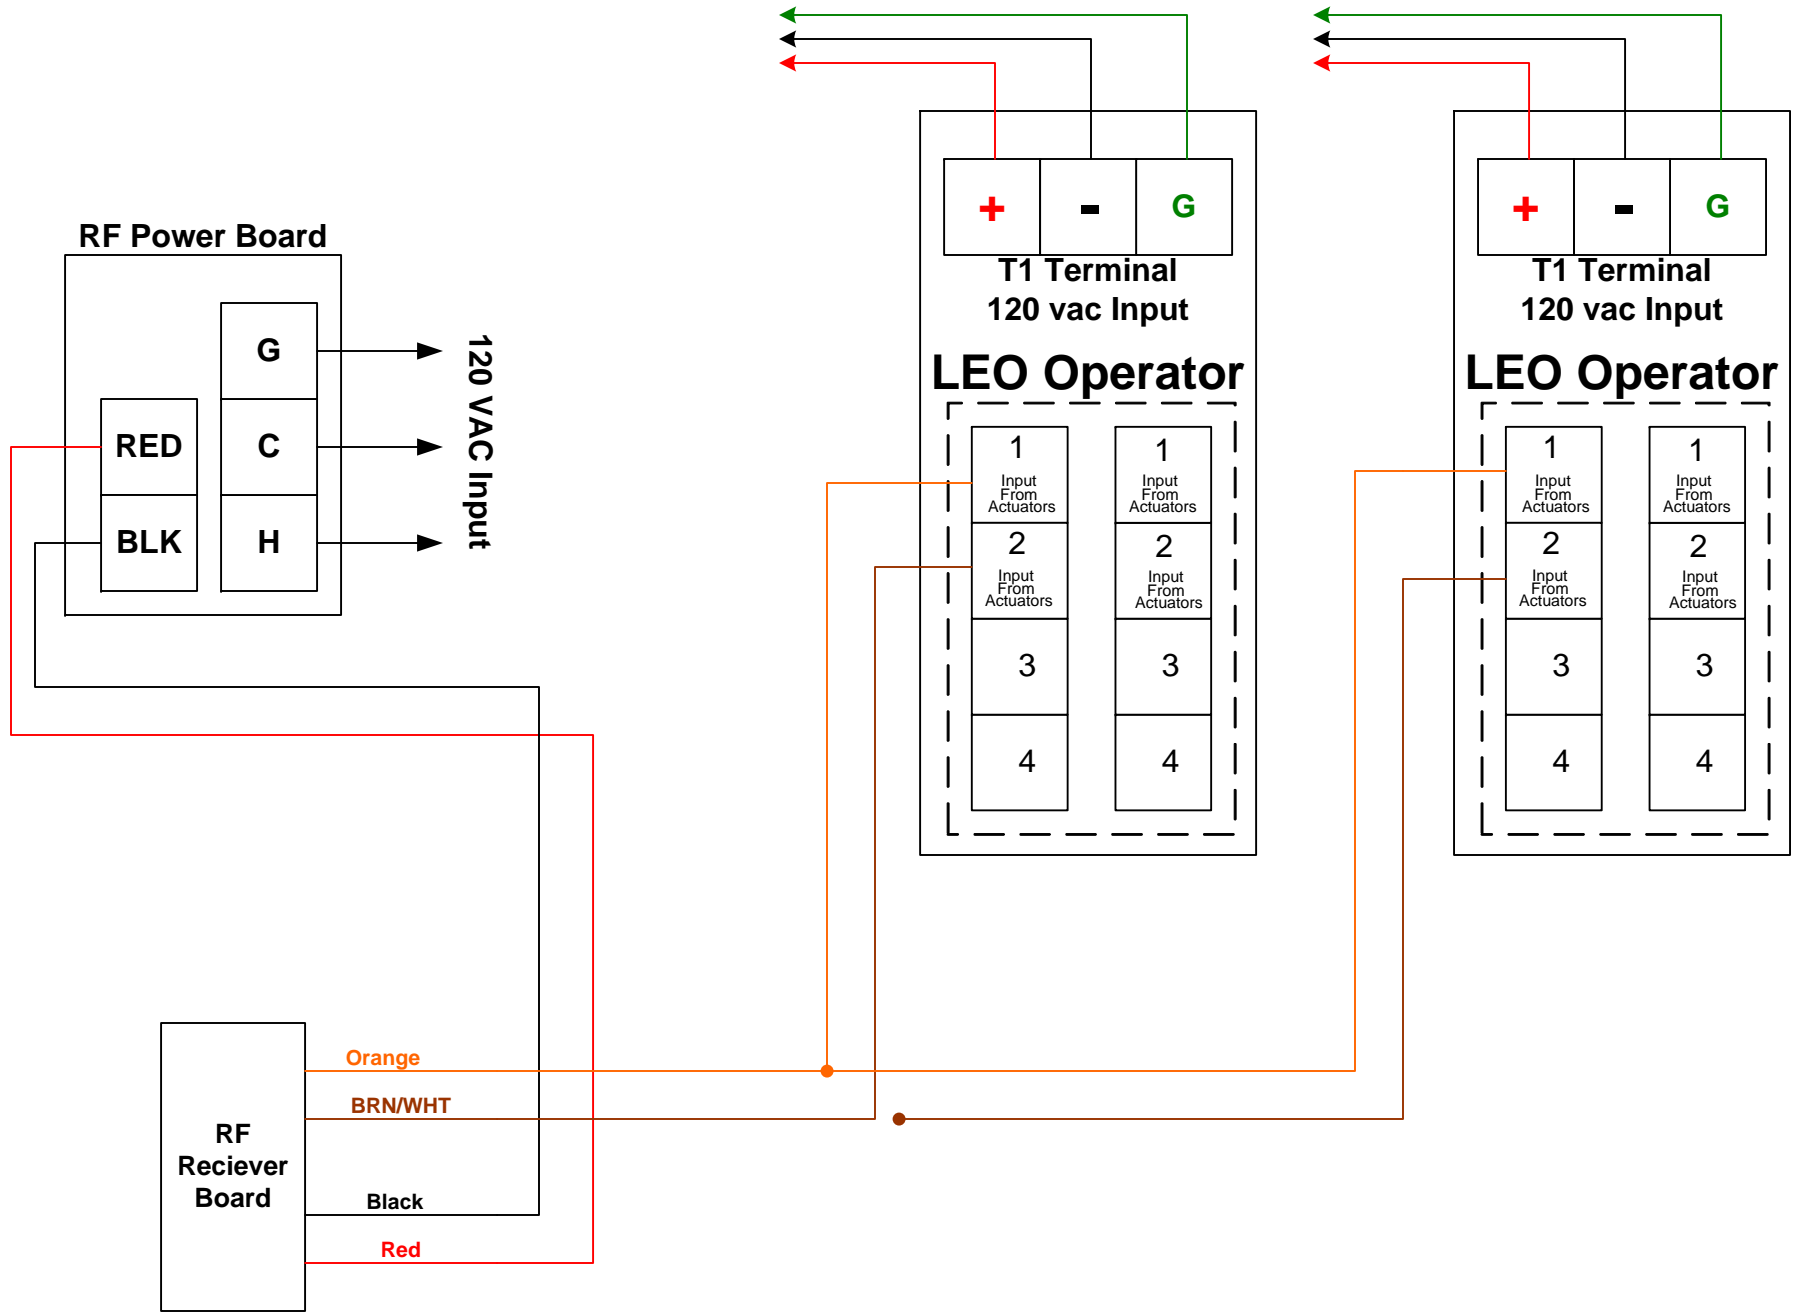 RF Power Board
G
C
H
RED
BLK
120 VAC Input
+
-
G
T1 Terminal
120 vac Input
LEO Operator
1
Input
From
Actuators
2
Input
From
Actuators
3
4
1
Input
From
Actuators
2
Input
From
Actuators
3
4
+
-
G
T1 Terminal
120 vac Input
LEO Operator
1
Input
From
Actuators
2
Input
From
Actuators
3
4
1
Input
From
Actuators
2
Input
From
Actuators
3
4
RF
Reciever
Board
Orange
BRN/WHT
Black
Red